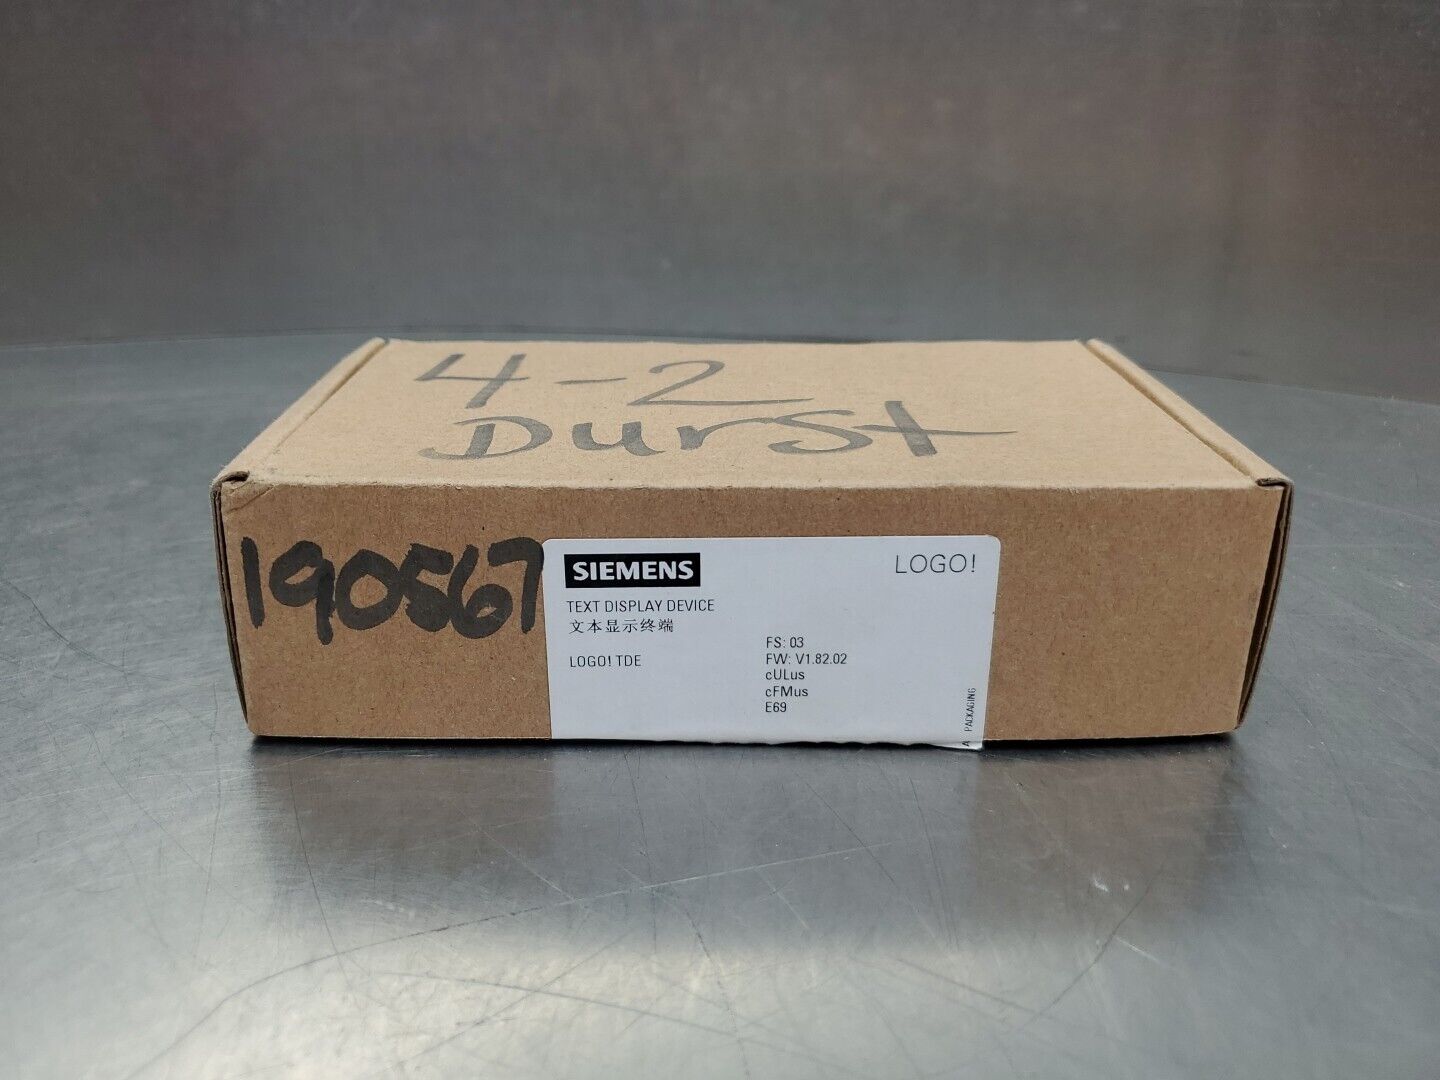 4-2
Durst
190567
SIEMENS
LOGO!
TEXT DISPLAY DEVICE
文本显示终端
LOGO! TDE
FS: 03
FW: V1.82.02
cULus
cFMus
E69
A PACKAGING